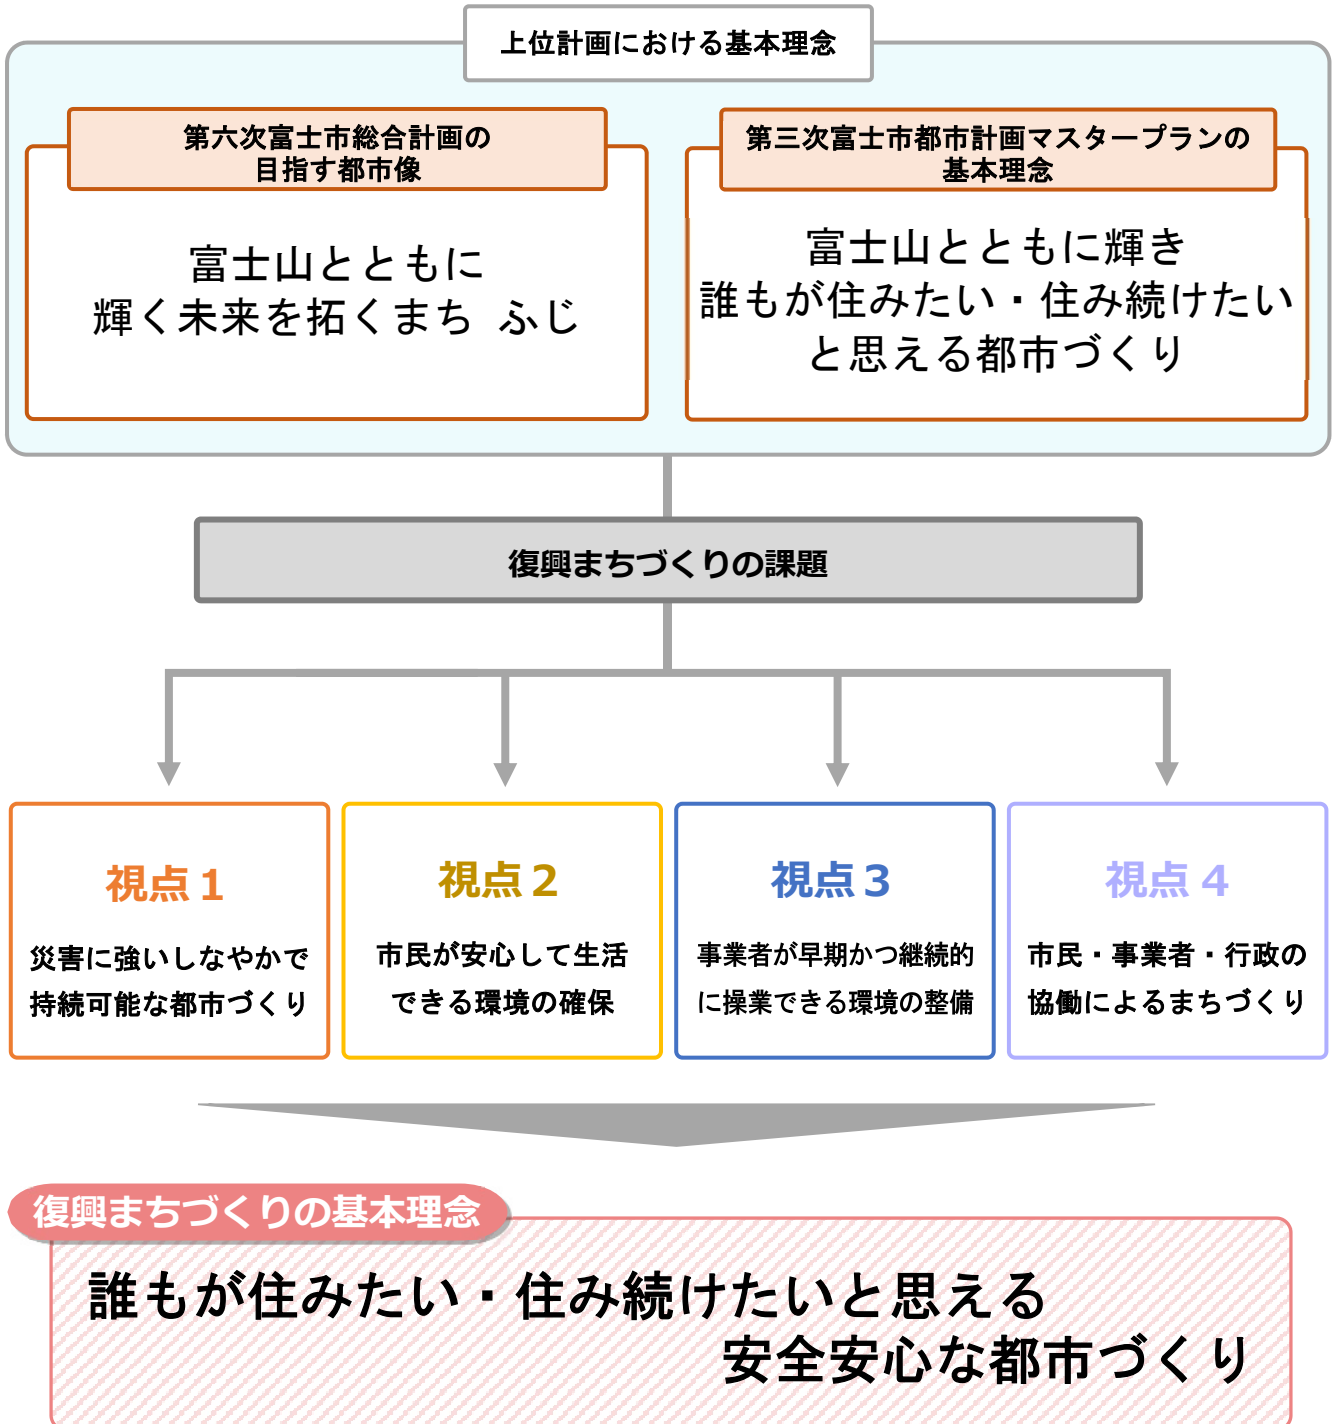 上位計画における基本理念
第六次富士市総合計画の
目指す都市像
富士山とともに
輝く未来を拓くまち ふじ
第三次富士市都市計画マスタープランの
基本理念
富士山とともに輝き
誰もが住みたい・住み続けたい
と思える都市づくり
復興まちづくりの課題
視点1
災害に強いしなやかで
持続可能な都市づくり
視点2
市民が安心して生活
できる環境の確保
視点3
事業者が早期かつ継続的
に操業できる環境の整備
視点4
市民・事業者・行政の
協働によるまちづくり
復興まちづくりの基本理念
誰もが住みたい・住み続けたいと思える
安全安心な都市づくり